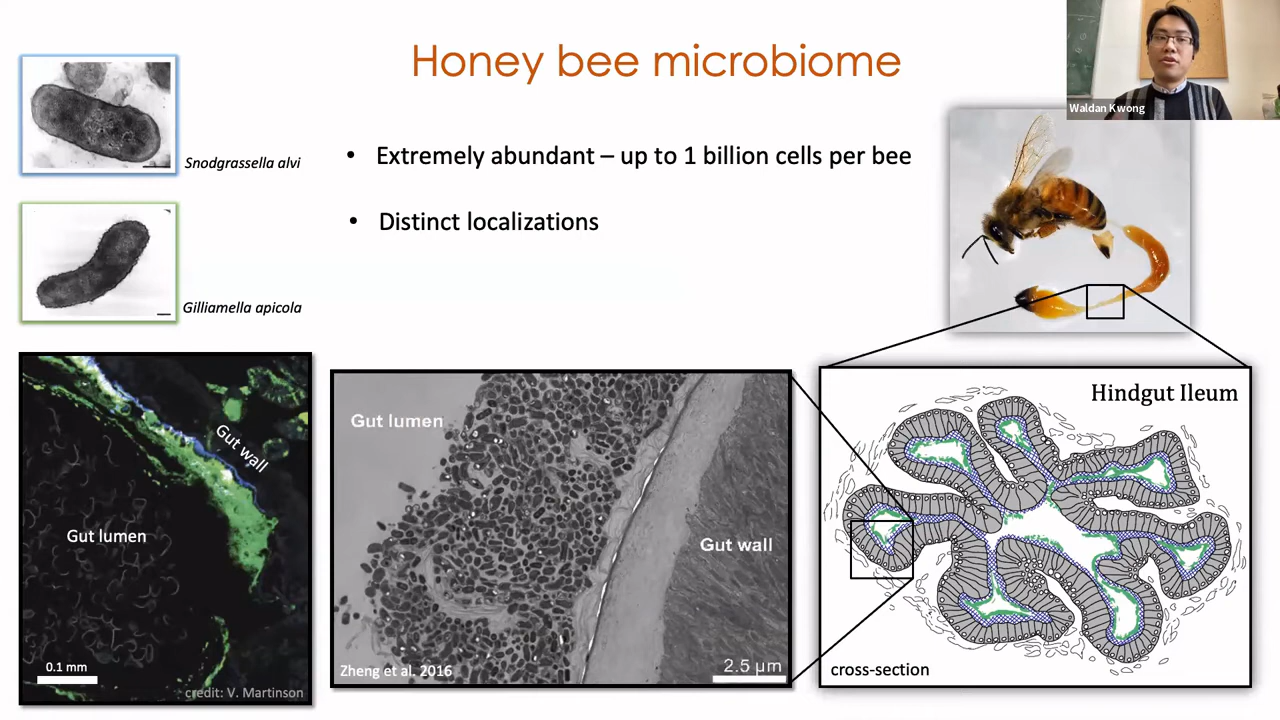 Honey bee microbiome
Waldan Kwong
Snodgrassella alvi
• Extremely abundant – up to 1 billion cells per bee
• Distinct localizations
Gilliamella apicola
Gut wall
Gut lumen
0.1 mm
credit: V. Martinson
Gut lumen
Gut wall
Zheng et al. 2016
2.5 µm
Hindgut Ileum
cross-section